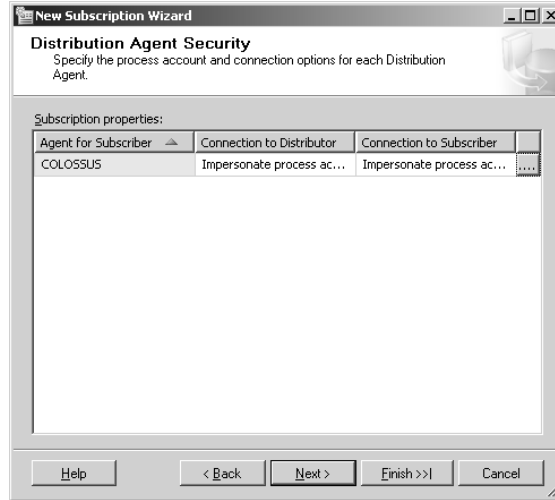 New Subscription Wizard
Distribution Agent Security
Specify the process account and connection options for each Distribution
Agent.
Subscription properties:
Agent for Subscriber Connection to Distributor Connection to Subscriber
COLOSSUS Impersonate process ac... Impersonate process ac... ....
Help < Back Next > Finish >>| Cancel